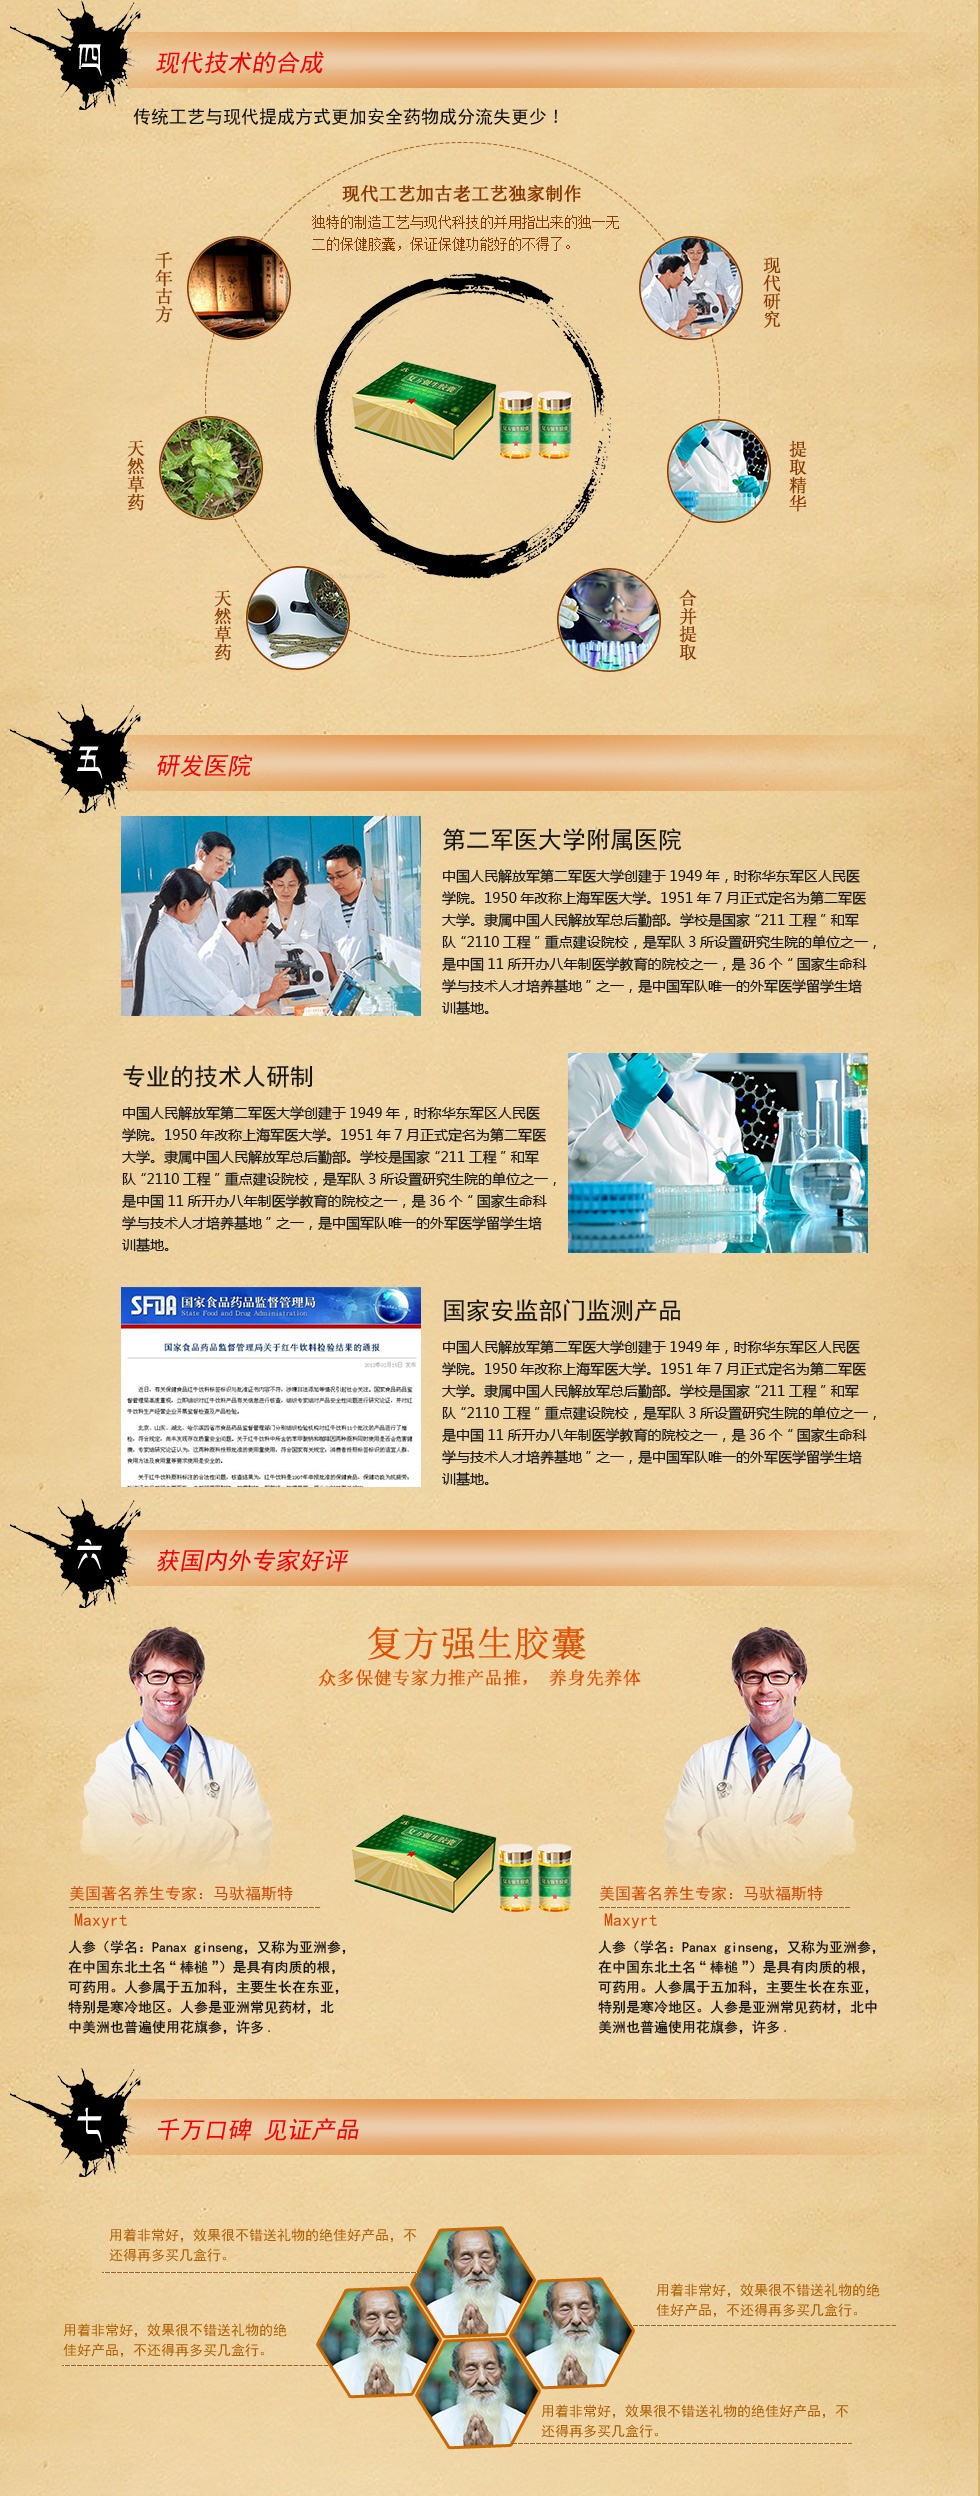 四
现代技术的合成
传统工艺与现代提成方式更加安全药物成分流失更少！
现代工艺加古老工艺独家制作
独特的制造工艺与现代科技的并用指出来的独一无
二的保健胶囊，保证保健功能好的不得了。
千年古方
现代研究
复方强生胶囊
天然草药
提取精华
天然草药
合并提取
五
研发医院
第二军医大学附属医院
中国人民解放军第二军医大学创建于 1949 年，时称华东军区人民医
学院。1950 年改称上海军医大学。1951 年 7 月正式定名为第二军医
大学。隶属中国人民解放军总后勤部。学校是国家“211 工程＂和军
队“2110 工程＂重点建设院校，是军队 3 所设置研究生院的单位之一，
是中国 11 所开办八年制医学教育的院校之一，是 36 个＂国家生命科
学与技术人才培养基地＂之一，是中国军队唯一的外军医学留学生培
训基地。
专业的技术人研制
中国人民解放军第二军医大学创建于 1949 年，时称华东军区人民医
学院。1950 年改称上海军医大学。1951 年 7 月正式定名为第二军医
大学。隶属中国人民解放军总后勤部。学校是国家“211 工程＂和军
队“2110 工程＂重点建设院校，是军队 3 所设置研究生院的单位之一，
是中国 11 所开办八年制医学教育的院校之一，是 36 个＂国家生命科
学与技术人才培养基地＂之一，是中国军队唯一的外军医学留学生培
训基地。
SFDA 国家食品药品监督管理局
State Food and Drug Administration
国家食品药品监督管理局关于红牛饮料检验结果的通报
国家安监部门监测产品
中国人民解放军第二军医大学创建于 1949 年，时称华东军区人民医
学院。1950 年改称上海军医大学。1951 年 7 月正式定名为第二军医
大学。隶属中国人民解放军总后勤部。学校是国家“211 工程＂和军
队“2110 工程＂重点建设院校，是军队 3 所设置研究生院的单位之一，
是中国 11 所开办八年制医学教育的院校之一，是 36 个＂国家生命科
学与技术人才培养基地＂之一，是中国军队唯一的外军医学留学生培
训基地。
六
获国内外专家好评
复方强生胶囊
众多保健专家力推产品推， 养身先养体
复方强生胶囊
美国著名养生专家：马驮福斯特
Maxyrt
人参（学名：Panax ginseng，又称为亚洲参，
在中国东北土名“棒槌”）是具有肉质的根，
可药用。人参属于五加科，主要生长在东亚，
特别是寒冷地区。人参是亚洲常见药材，北
中美洲也普遍使用花旗参，许多．
美国著名养生专家：马驮福斯特
Maxyrt
人参（学名：Panax ginseng，又称为亚洲参，
在中国东北土名“棒槌”）是具有肉质的根，
可药用。人参属于五加科，主要生长在东亚，
特别是寒冷地区。人参是亚洲常见药材，北中
美洲也普遍使用花旗参，许多．
七
千万口碑 见证产品
用着非常好，效果很不错送礼物的绝佳好产品，不
还得再多买几盒行。
用着非常好，效果很不错送礼物的绝
佳好产品，不还得再多买几盒行。
用着非常好，效果很不错送礼物的绝
佳好产品，不还得再多买几盒行。
用着非常好，效果很不错送礼物的绝佳好产品，不
还得再多买几盒行。